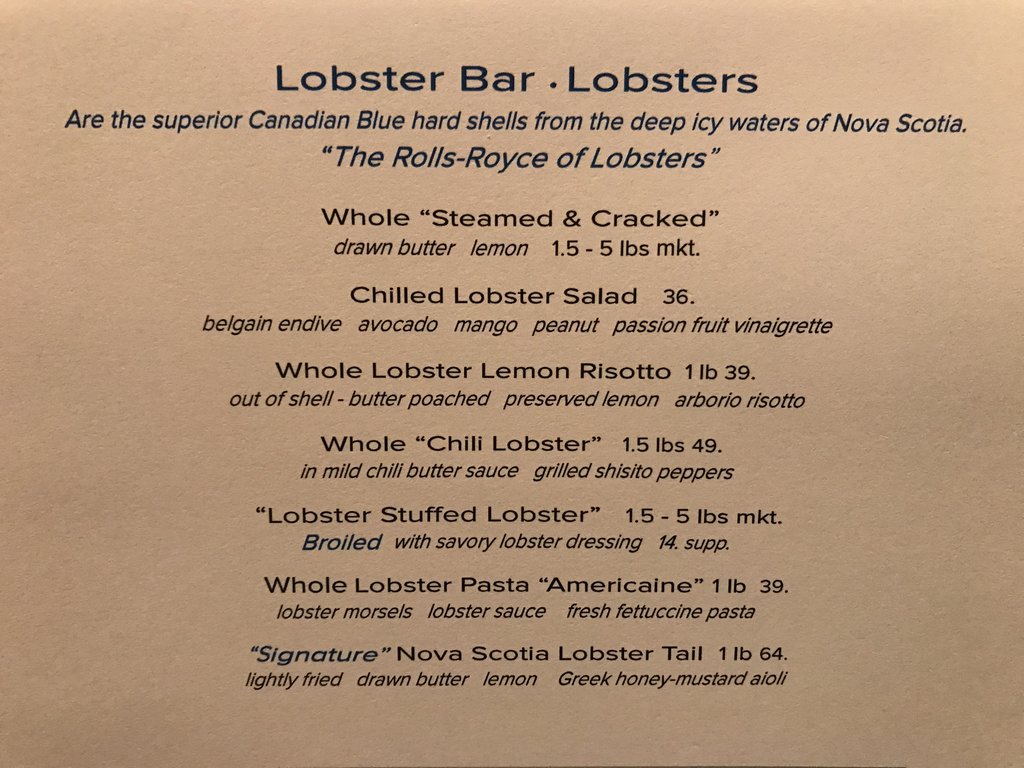 Lobster Bar · Lobsters
Are the superior Canadian Blue hard shells from the deep icy waters of Nova Scotia.
“The Rolls-Royce of Lobsters”
Whole “Steamed & Cracked”
drawn butter lemon 1.5 - 5 lbs mkt.
Chilled Lobster Salad 36.
belgain endive avocado mango peanut passion fruit vinaigrette
Whole Lobster Lemon Risotto 1 lb 39.
out of shell - butter poached preserved lemon arborio risotto
Whole “Chili Lobster” 1.5 lbs 49.
in mild chili butter sauce grilled shisito peppers
“Lobster Stuffed Lobster” 1.5 - 5 lbs mkt.
Broiled with savory lobster dressing 14. supp.
Whole Lobster Pasta “Americaine” 1 lb 39.
lobster morsels lobster sauce fresh fettuccine pasta
“Signature” Nova Scotia Lobster Tail 1 lb 64.
lightly fried drawn butter lemon Greek honey-mustard aioli